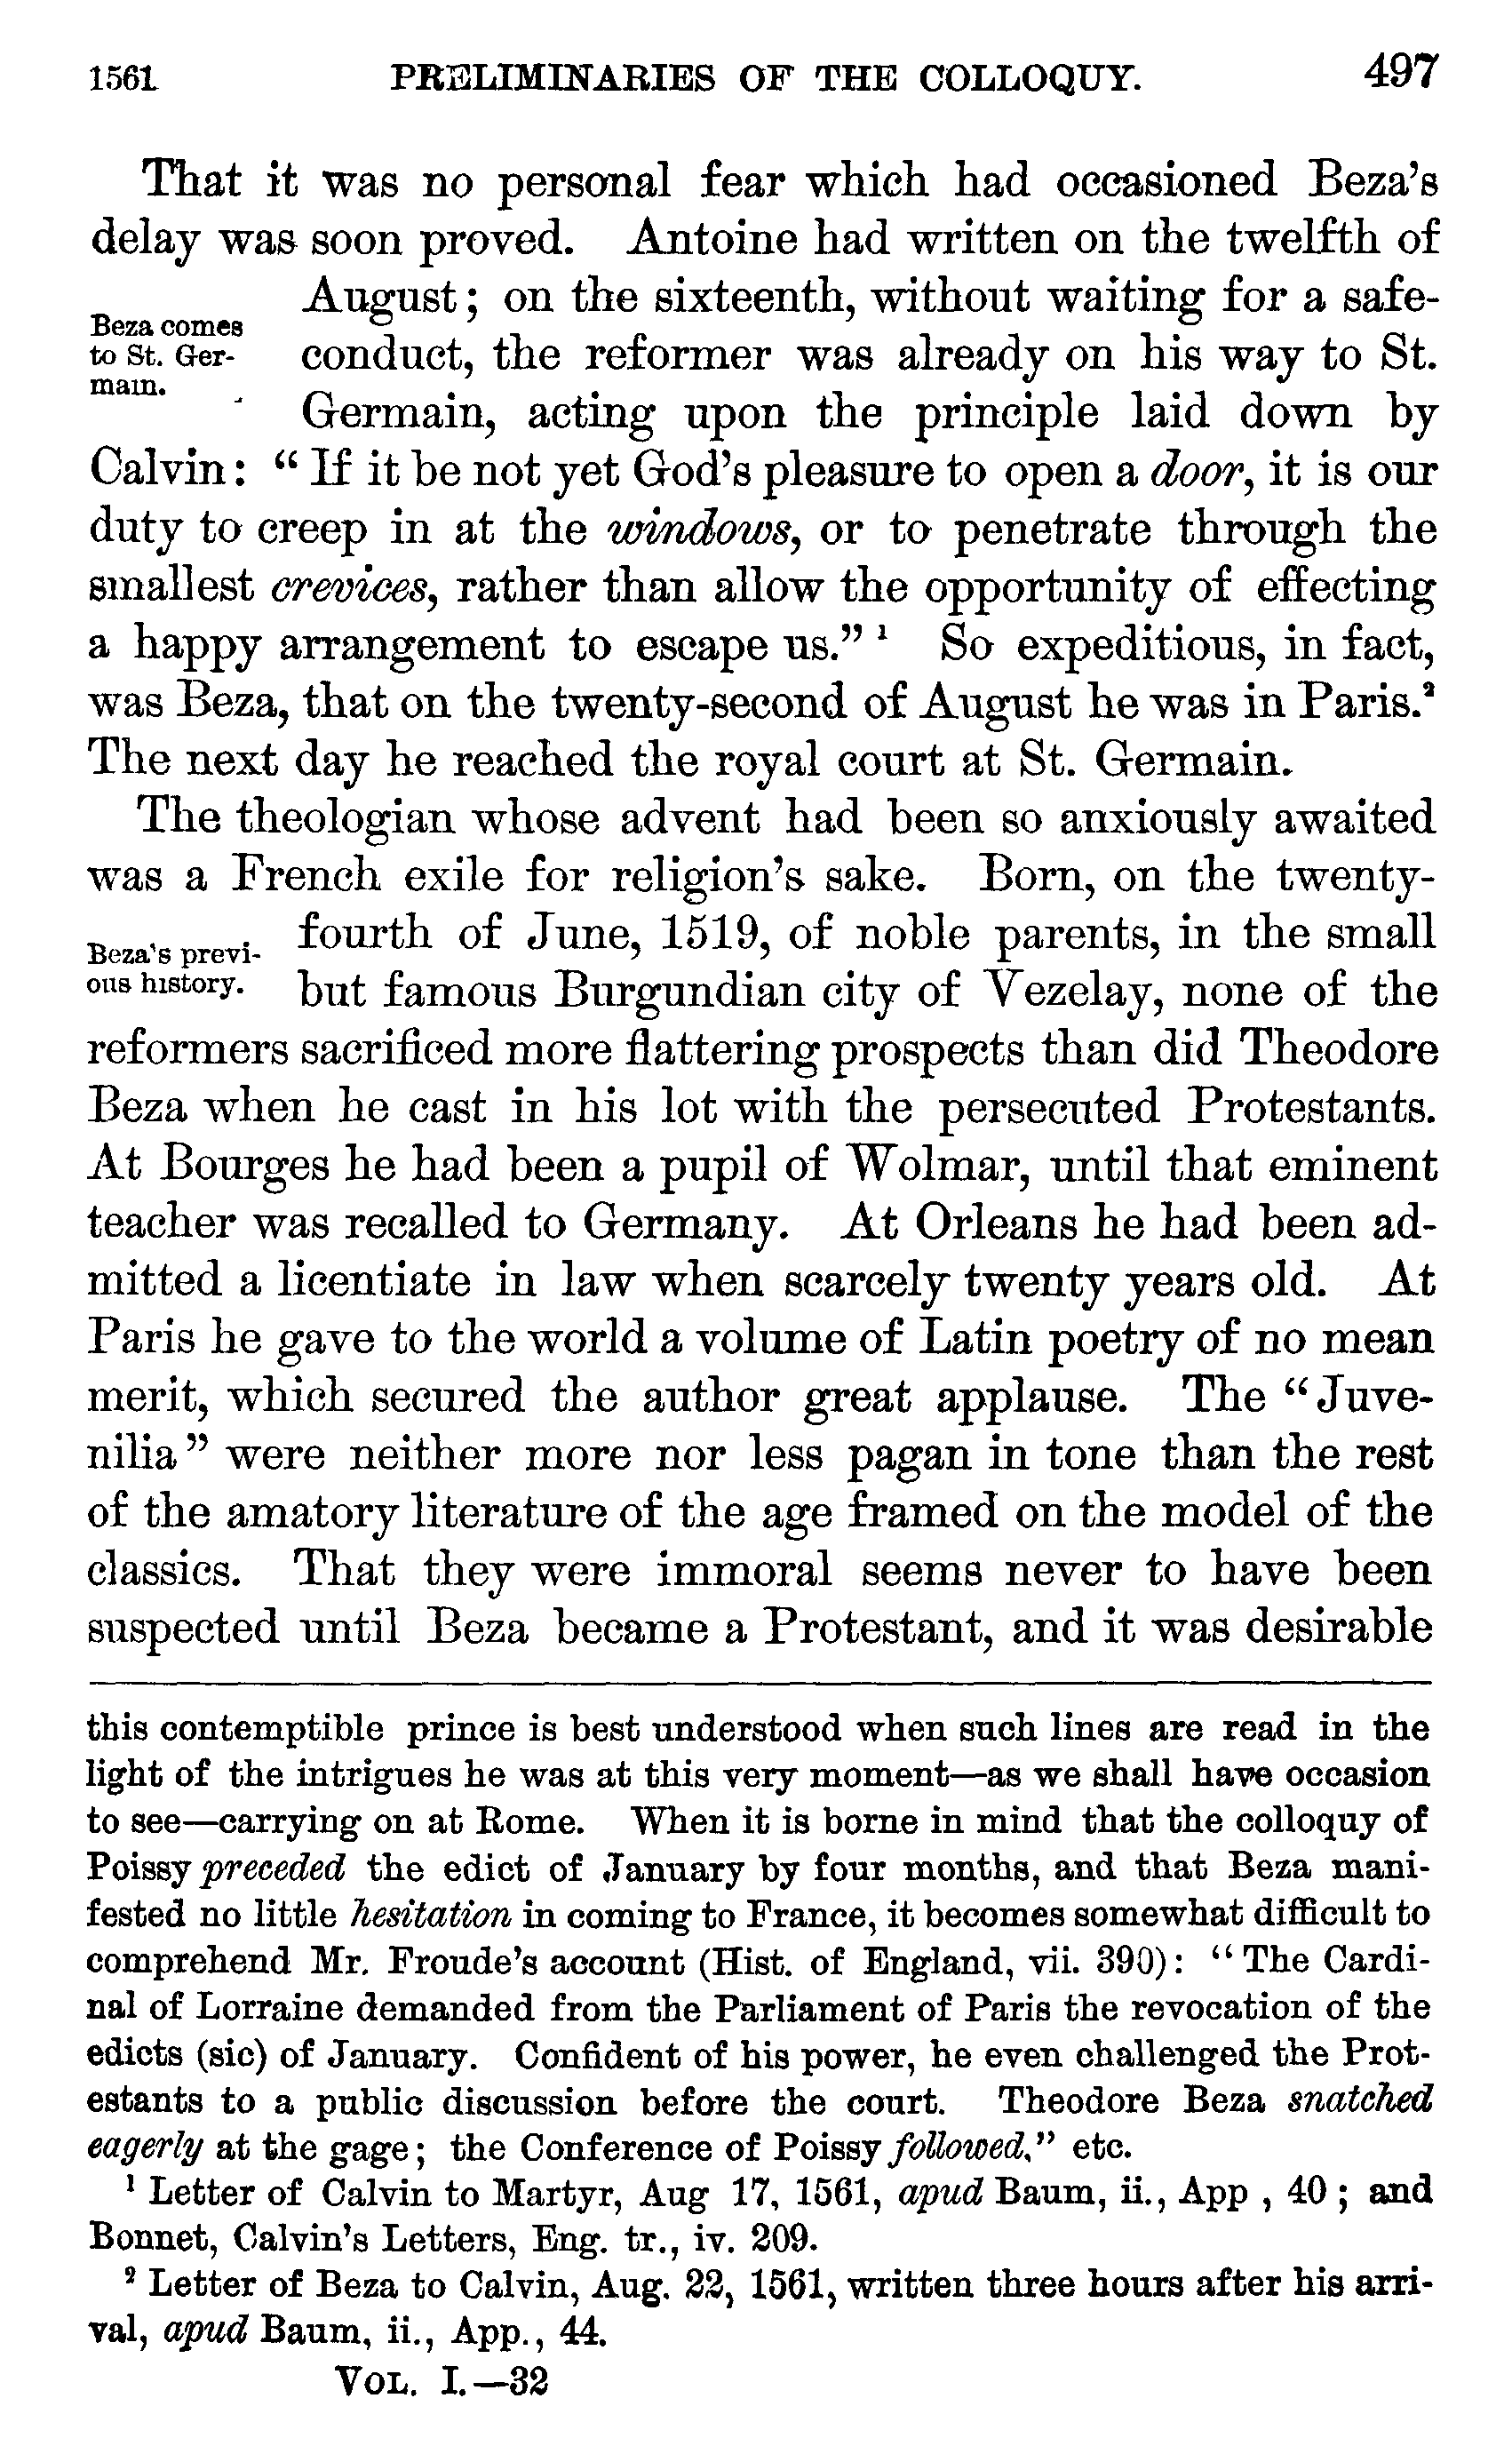 1561 PRELIMINARIES OF THE COLLOQUY. 497
That it was no personal fear which had occasioned Beza's
delay was soon proved. Antoine had written on the twelfth of
August; on the sixteenth, without waiting for a safe-
Beza comes
to St. Ger-
main.
conduct, the reformer was already on his way to St.
Germain, acting upon the principle laid down by
Calvin: “If it be not yet God's pleasure to open a door, it is our
duty to creep in at the windows, or to penetrate through the
smallest crevices, rather than allow the opportunity of effecting
a happy arrangement to escape us.” ¹ So expeditious, in fact,
was Beza, that on the twenty-second of August he was in Paris.²
The next day he reached the royal court at St. Germain.
The theologian whose advent had been so anxiously awaited
was a French exile for religion's sake. Born, on the twenty-
fourth of June, 1519, of noble parents, in the small
Beza's previ-
ous history.
but famous Burgundian city of Vezelay, none of the
reformers sacrificed more flattering prospects than did Theodore
Beza when he cast in his lot with the persecuted Protestants.
At Bourges he had been a pupil of Wolmar, until that eminent
teacher was recalled to Germany. At Orleans he had been ad-
mitted a licentiate in law when scarcely twenty years old. At
Paris he gave to the world a volume of Latin poetry of no mean
merit, which secured the author great applause. The “Juve-
nilia” were neither more nor less pagan in tone than the rest
of the amatory literature of the age framed on the model of the
classics. That they were immoral seems never to have been
suspected until Beza became a Protestant, and it was desirable
this contemptible prince is best understood when such lines are read in the
light of the intrigues he was at this very moment—as we shall have occasion
to see—carrying on at Rome. When it is borne in mind that the colloquy of
Poissy preceded the edict of January by four months, and that Beza mani-
fested no little hesitation in coming to France, it becomes somewhat difficult to
comprehend Mr. Froude's account (Hist. of England, vii. 390): “The Cardi-
nal of Lorraine demanded from the Parliament of Paris the revocation of the
edicts (sic) of January. Confident of his power, he even challenged the Prot-
estants to a public discussion before the court. Theodore Beza snatched
eagerly at the gage; the Conference of Poissy followed,” etc.
¹ Letter of Calvin to Martyr, Aug 17, 1561, apud Baum, ii., App , 40; and
Bonnet, Calvin's Letters, Eng. tr., iv. 209.
² Letter of Beza to Calvin, Aug. 22, 1561, written three hours after his arri-
val, apud Baum, ii., App., 44.
VOL. I.—32